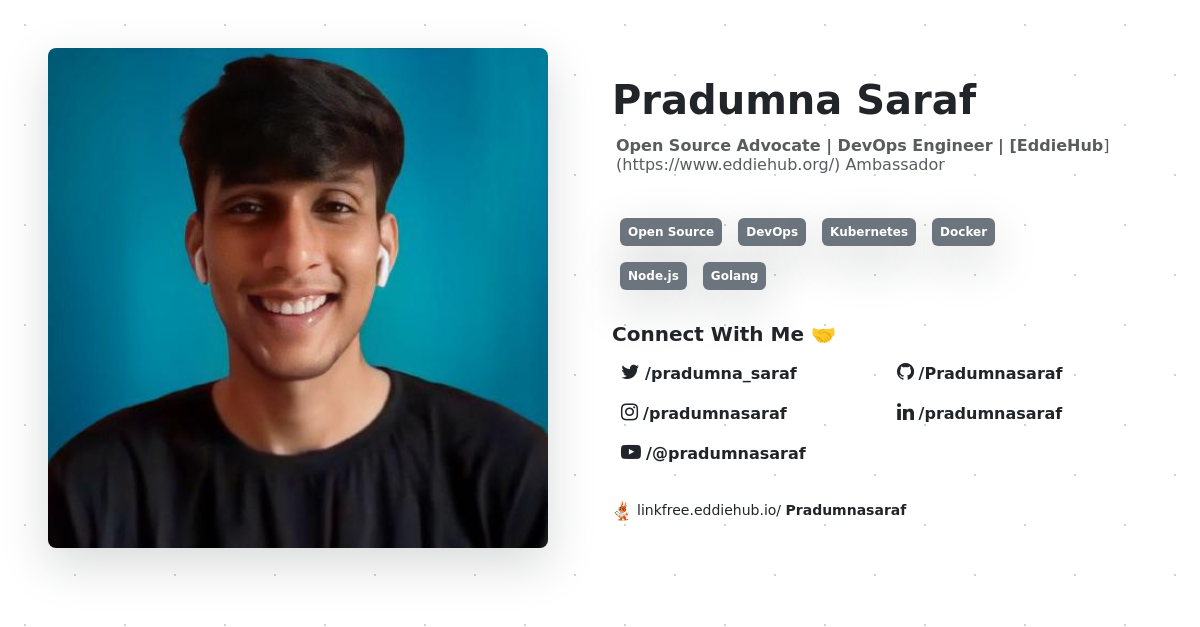 Pradumna Saraf
Open Source Advocate | DevOps Engineer | [EddieHub]
(https://www.eddiehub.org/) Ambassador
Open Source DevOps Kubernetes Docker
Node.js Golang
Connect With Me 🤝
/pradumna_saraf /Pradumnasaraf
/pradumnasaraf /pradumnasaraf
/@pradumnasaraf
linkfree.eddiehub.io/ Pradumnasaraf